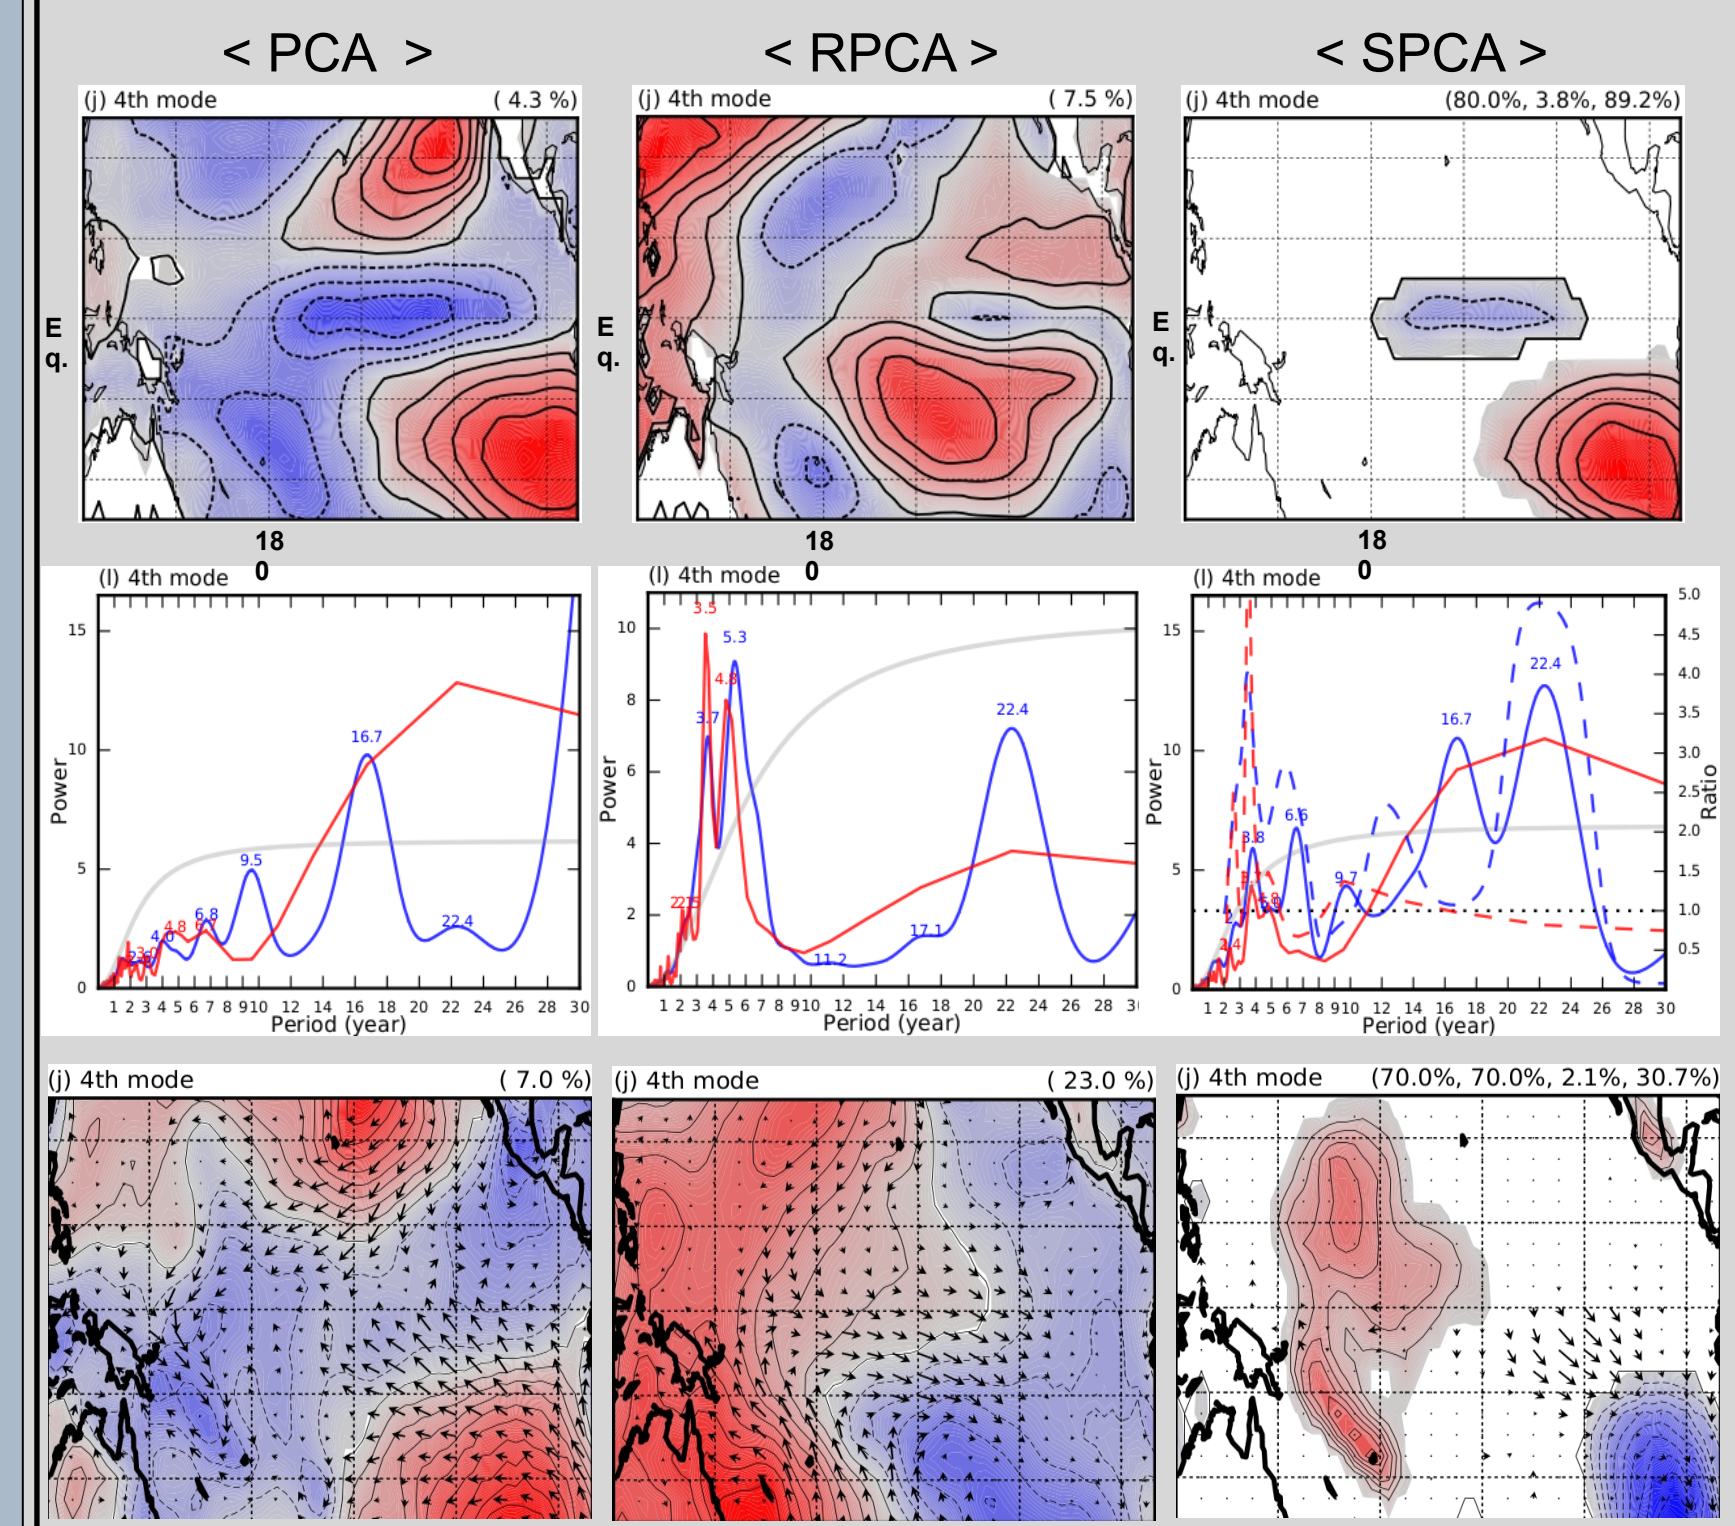 < PCA >
< RPCA >
< SPCA >
(j) 4th mode ( 4.3 %)
(j) 4th mode ( 7.5 %)
(j) 4th mode (80.0%, 3.8%, 89.2%)
E
q.
E
q.
E
q.
18
0
18
0
18
0
(l) 4th mode
15
10
5
0
Power
16.7
9.5
6.8
4.8
22.4
1 2 3 4 5 6 7 8 9 10 12 14 16 18 20 22 24 26 28 30
Period (year)
(l) 4th mode
10
8
6
4
2
0
Power
3.5
5.3
4.8
3.7
22.4
17.1
11.2
1 2 3 4 5 6 7 8 9 10 12 14 16 18 20 22 24 26 28 30
Period (year)
(l) 4th mode
15
10
5
0
Power
22.4
16.7
6.6
3.8
9.7
5.0
4.5
4.0
3.5
3.0
2.5
2.0
1.5
1.0
0.5
Ratio
1 2 3 4 5 6 7 8 9 10 12 14 16 18 20 22 24 26 28 30
Period (year)
(j) 4th mode ( 7.0 %)
(j) 4th mode ( 23.0 %)
(j) 4th mode (70.0%, 70.0%, 2.1%, 30.7%)